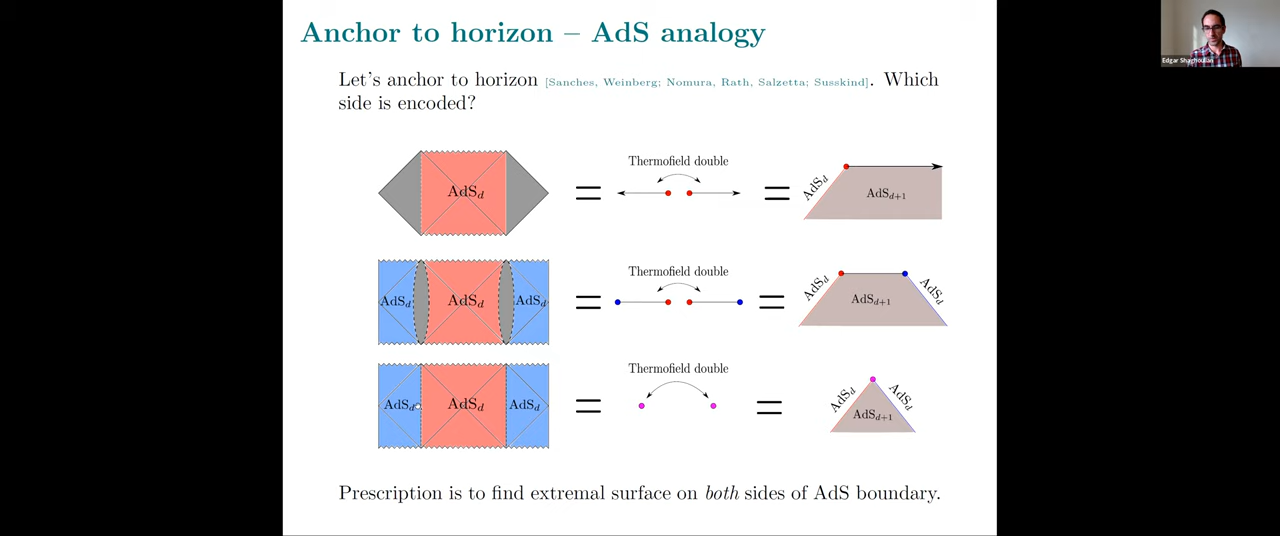 Anchor to horizon – AdS analogy
Edgar Shaghoulian
Let's anchor to horizon [Sanches, Weinberg; Nomura, Rath, Salzetta; Susskind]. Which
side is encoded?
Thermofield double
AdS_d = = AdS_d AdS_{d+1}
Thermofield double
AdS_d AdS_d AdS_d = = AdS_d AdS_{d+1} AdS_d
Thermofield double
AdS_d AdS_d AdS_d = = AdS_d AdS_{d+1} AdS_d
Prescription is to find extremal surface on both sides of AdS boundary.